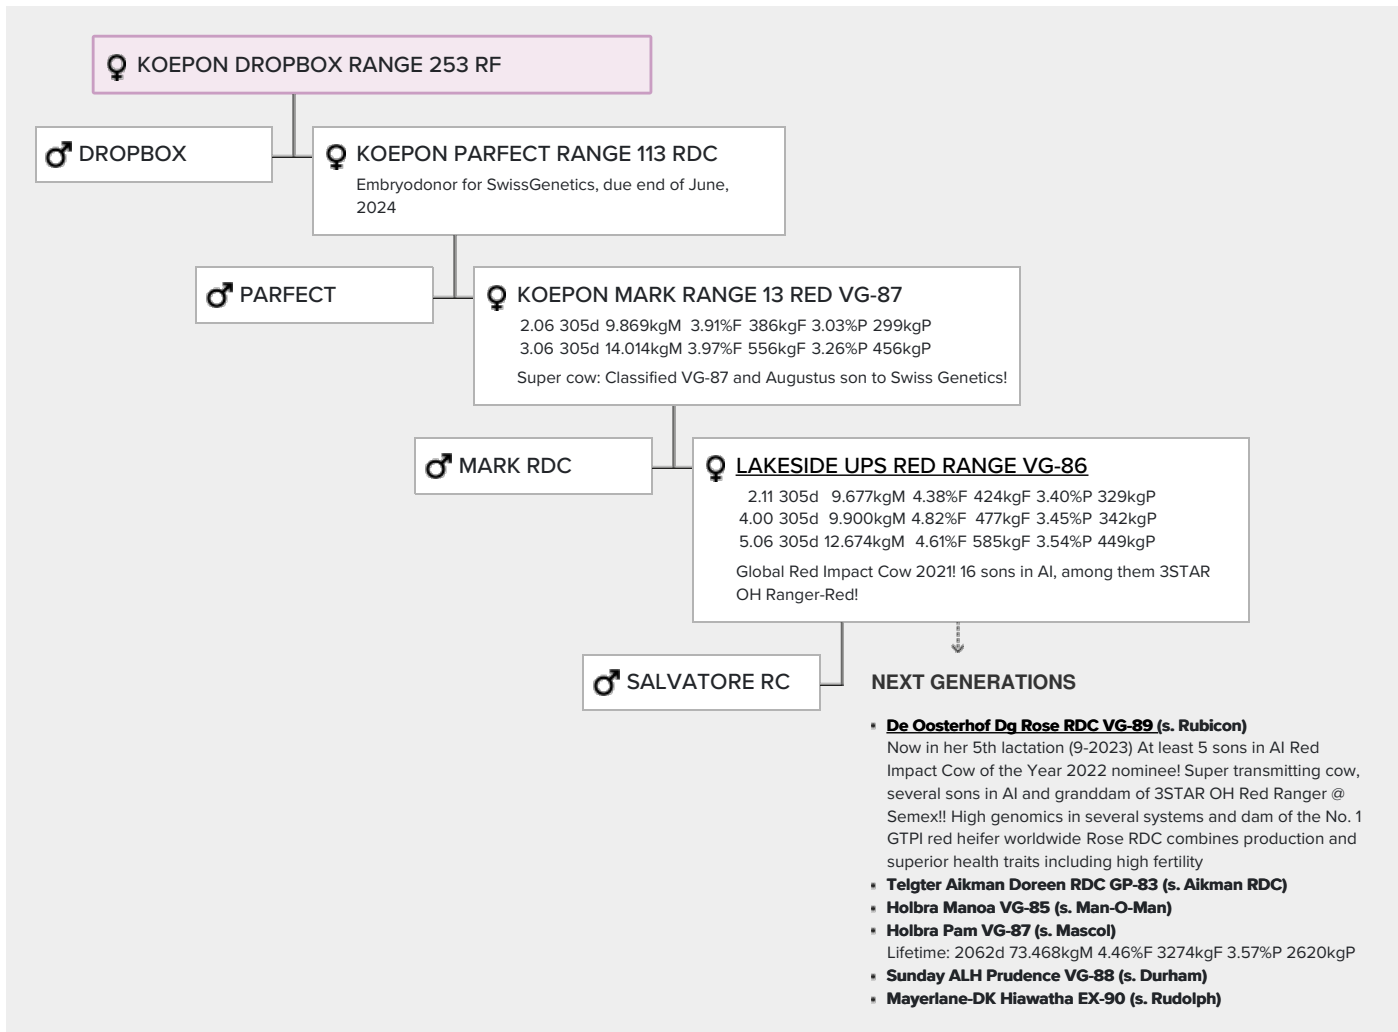 KOEPON DROPBOX RANGE 253 RF
DROPBOX
KOEPON PARFECT RANGE 113 RDC
Embryodonor for SwissGenetics, due end of June,
2024
PARFECT
KOEPON MARK RANGE 13 RED VG-87
2.06 305d 9.869kgM 3.91%F 386kgF 3.03%P 299kgP
3.06 305d 14.014kgM 3.97%F 556kgF 3.26%P 456kgP
Super cow: Classified VG-87 and Augustus son to Swiss Genetics!
MARK RDC
LAKESIDE UPS RED RANGE VG-86
2.11 305d 9.677kgM 4.38%F 424kgF 3.40%P 329kgP
4.00 305d 9.900kgM 4.82%F 477kgF 3.45%P 342kgP
5.06 305d 12.674kgM 4.61%F 585kgF 3.54%P 449kgP
Global Red Impact Cow 2021! 16 sons in AI, among them 3STAR
OH Ranger-Red!
SALVATORE RC
NEXT GENERATIONS
De Oosterhof Dg Rose RDC VG-89 (s. Rubicon)
Now in her 5th lactation (9-2023) At least 5 sons in AI Red
Impact Cow of the Year 2022 nominee! Super transmitting cow,
several sons in AI and granddam of 3STAR OH Red Ranger @
Semex!! High genomics in several systems and dam of the No. 1
GTPI red heifer worldwide Rose RDC combines production and
superior health traits including high fertility
Telgter Aikman Doreen RDC GP-83 (s. Aikman RDC)
Holbra Manoa VG-85 (s. Man-O-Man)
Holbra Pam VG-87 (s. Mascol)
Lifetime: 2062d 73.468kgM 4.46%F 3274kgF 3.57%P 2620kgP
Sunday ALH Prudence VG-88 (s. Durham)
Mayerlane-DK Hiawatha EX-90 (s. Rudolph)